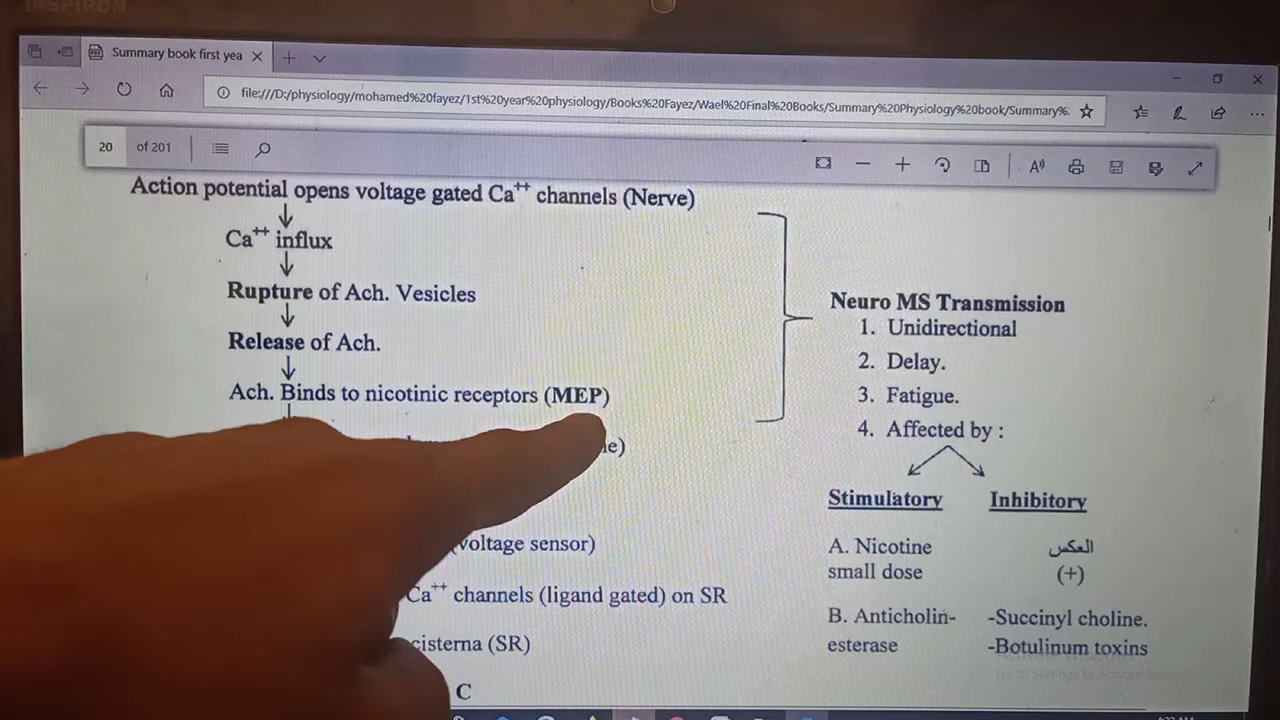 INSPIRON
Summary book first yea
file:///D:/physiology/mohamed%20fayez/1st%20year%20physiology/Books%20Fayez/Wael%20Final%20Books/Summary%20Physiology%20book/Summary%
20 of 201
Action potential opens voltage gated Ca++ channels (Nerve)
Ca++ influx
Rupture of Ach. Vesicles
Release of Ach.
Ach. Binds to nicotinic receptors (MEP)
ne)
(voltage sensor)
Ca++ channels (ligand gated) on SR
cisterna (SR)
C
Neuro MS Transmission
1. Unidirectional
2. Delay.
3. Fatigue.
4. Affected by :
Stimulatory Inhibitory
A. Nicotine العكس
small dose (+)
B. Anticholin- -Succinyl choline.
esterase -Botulinum toxins